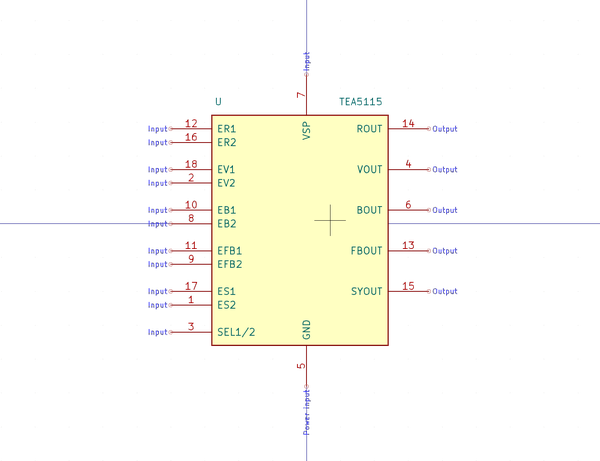 Input
7
U TEA5115
VSP
Input 12 ER1 ROUT 14 Output
Input 16 ER2
Input 18 EV1 VOUT 4 Output
Input 2 EV2
Input 10 EB1 BOUT 6 Output
Input 8 EB2
Input 11 EFB1 FBOUT 13 Output
Input 9 EFB2
Input 17 ES1 SYOUT 15 Output
Input 1 ES2
Input 3 SEL1/2
GND
5
Power input